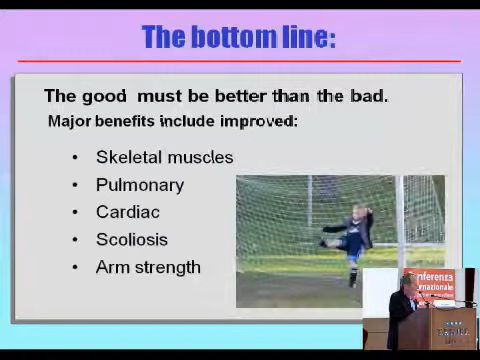 The bottom line:
The good must be better than the bad.
Major benefits include improved:
• Skeletal muscles
• Pulmonary
• Cardiac
• Scoliosis
• Arm strength